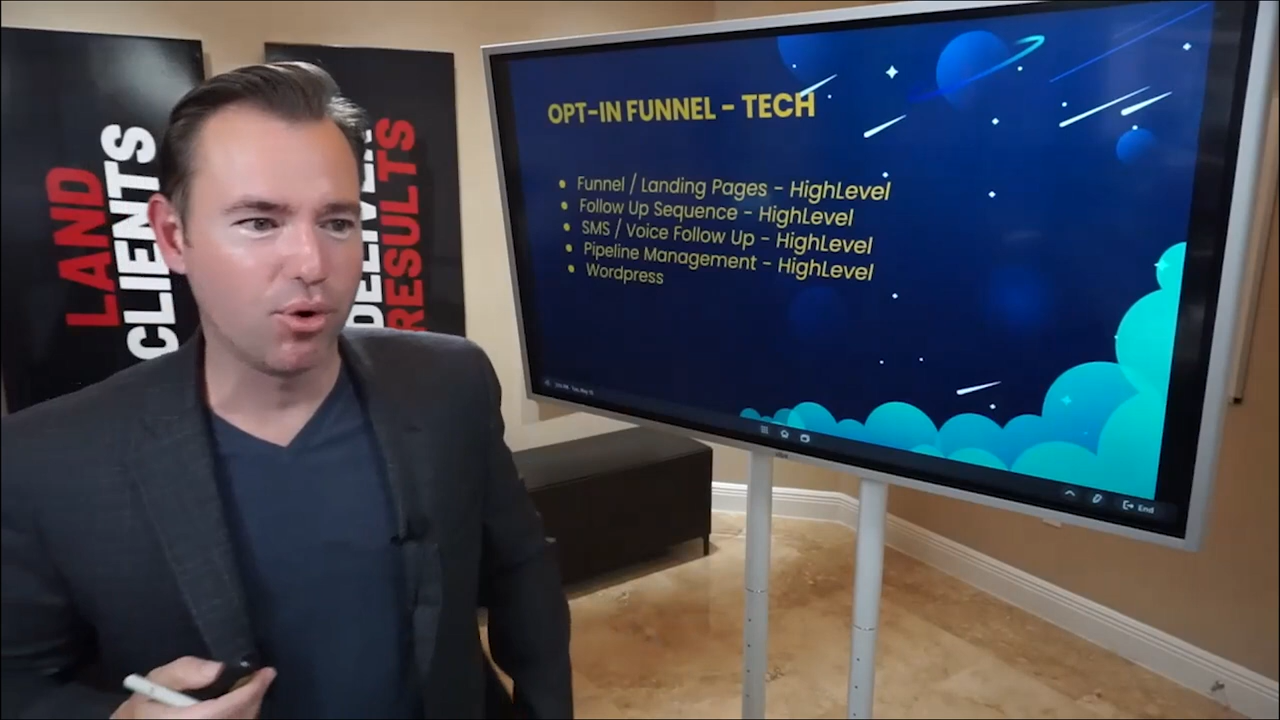 LAND
CLIENTS
DELIVER
RESULTS
OPT-IN FUNNEL - TECH
• Funnel / Landing Pages - HighLevel
• Follow Up Sequence - HighLevel
• SMS / Voice Follow Up - HighLevel
• Pipeline Management - HighLevel
• Wordpress
End